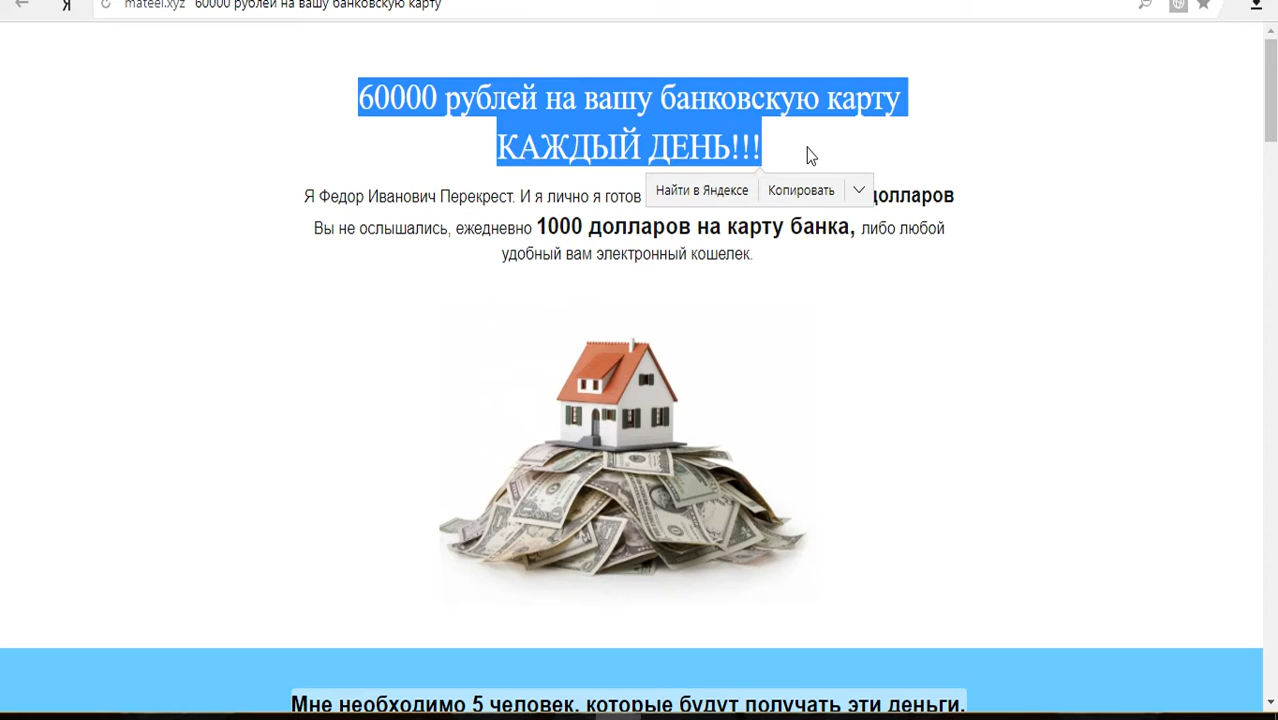 mateel.xyz 60000 рублей на вашу банковскую карту
60000 рублей на вашу банковскую карту
КАЖДЫЙ ДЕНЬ!!!
Найти в Яндексе Копировать
Я Федор Иванович Перекрест. И я лично я готов долларов
Вы не ослышались, ежедневно 1000 долларов на карту банка, либо любой
удобный вам электронный кошелек.
Мне необходимо 5 человек, которые будут получать эти деньги.